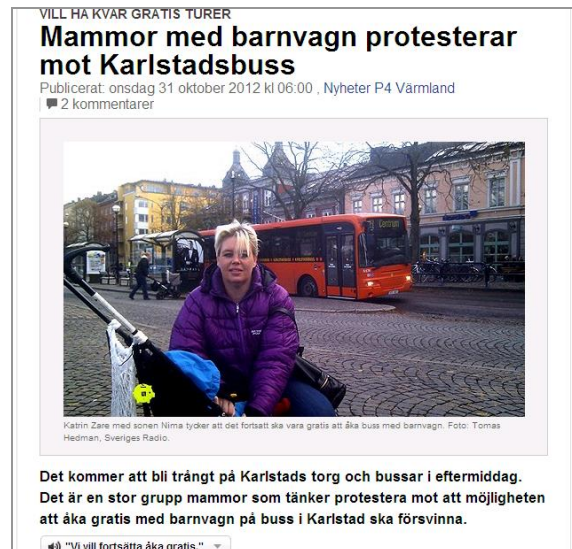 VILL HA KVAR GRATIS TURER
Mammor med barnvagn protesterar
mot Karlstadsbuss
Publicerat: onsdag 31 oktober 2012 kl 06:00 , Nyheter P4 Värmland
2 kommentarer
Centrum
Katrin Zare med sonen Nima tycker att det fortsatt ska vara gratis att åka buss med barnvagn. Foto: Tomas
Hedman, Sveriges Radio.
Det kommer att bli trångt på Karlstads torg och bussar i eftermiddag.
Det är en stor grupp mammor som tänker protestera mot att möjligheten
att åka gratis med barnvagn på buss i Karlstad ska försvinna.
"Vi vill fortsätta åka gratis."